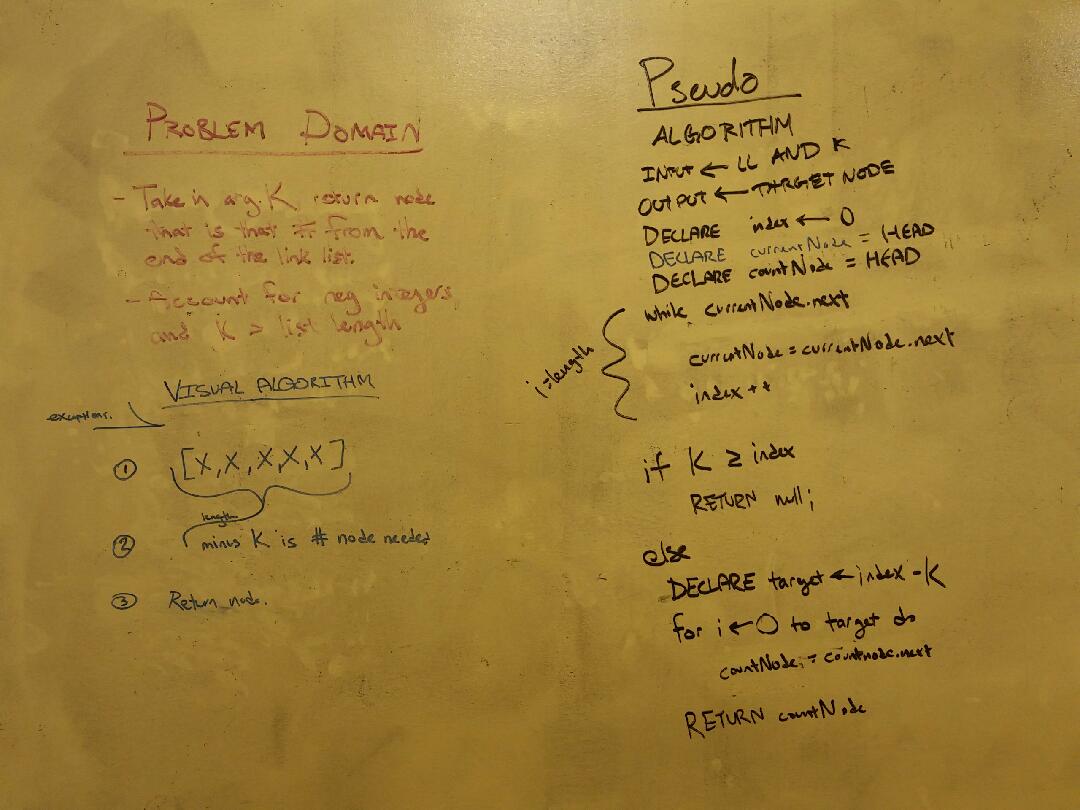 PROBLEM DOMAIN
- Take in arg. K return node
that is that # from the
end of the link list.
- Account for neg integers,
and K > list length
VISUAL ALGORITHM
exceptions.
① [X, X, X, X, X]
length
② minus K is # node needed
③ Return node.
Pseudo
ALGORITHM
INPUT ← LL AND K
OUTPUT ← TARGET NODE
DECLARE index ← 0
DECLARE currentNode = HEAD
DECLARE countNode = HEAD
while currentNode.next
i=length
currentNode = currentNode.next
index ++
if K ≥ index
RETURN null;
else
DECLARE target ← index - K
for i ← 0 to target do
countNode = countnode.next
RETURN countNode